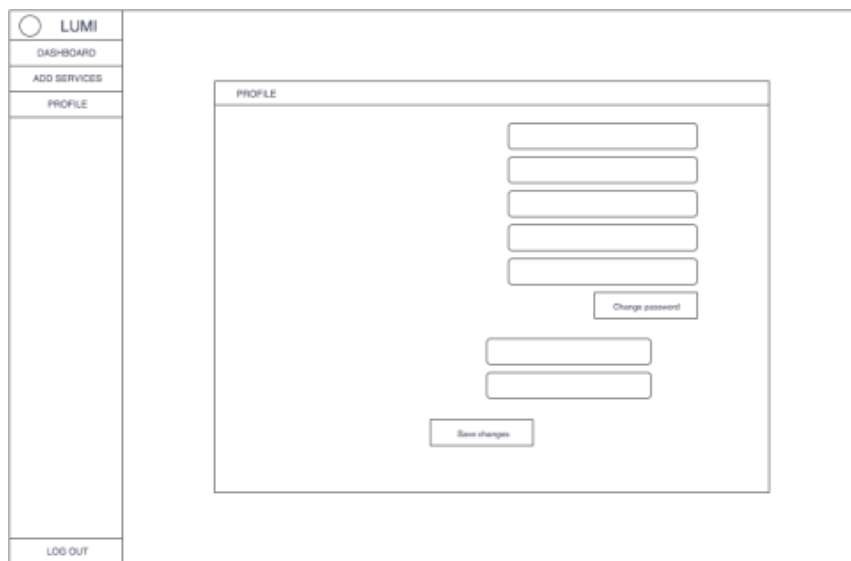 LUMI
DASHBOARD
ADD SERVICES
PROFILE
PROFILE
Change password
Save changes
LOG OUT